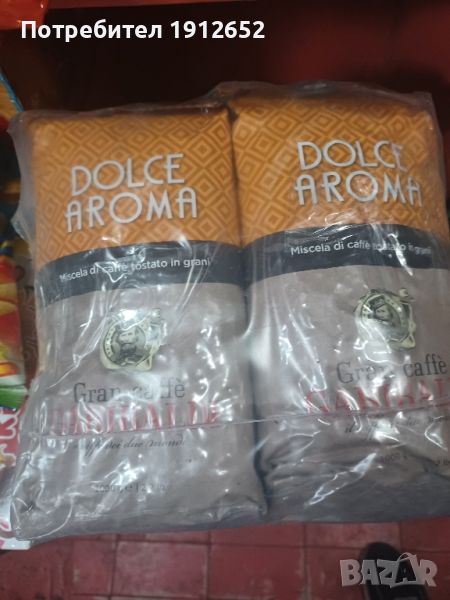 Потребител 1912652
DOLCE
AROMA
Miscela di caffè tostato in grani
Gran caffè
DOLCE
AROMA
Miscela di caffè tostato in grani
Gran caffè
BAZAR